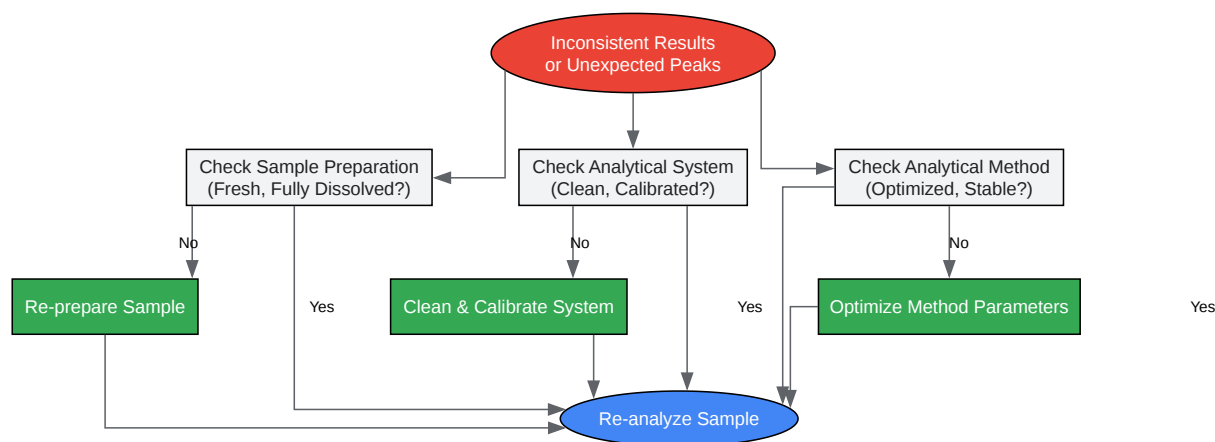 Inconsistent Results
or Unexpected Peaks
Check Sample Preparation
(Fresh, Fully Dissolved?)
Check Analytical System
(Clean, Calibrated?)
Check Analytical Method
(Optimized, Stable?)
No
No
No
Re-prepare Sample
Yes
Clean & Calibrate System
Yes
Optimize Method Parameters
Yes
Re-analyze Sample